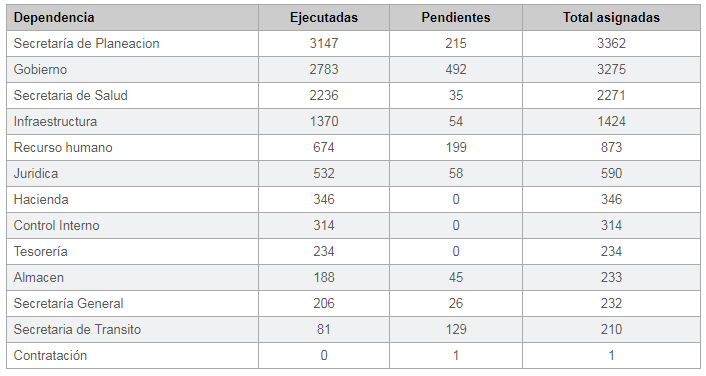 Dependencia Ejecutadas Pendientes Total asignadas
Secretaría de Planeacion 3147 215 3362
Gobierno 2783 492 3275
Secretaria de Salud 2236 35 2271
Infraestructura 1370 54 1424
Recurso humano 674 199 873
Juridica 532 58 590
Hacienda 346 0 346
Control Interno 314 0 314
Tesorería 234 0 234
Almacen 188 45 233
Secretaría General 206 26 232
Secretaria de Transito 81 129 210
Contratación 0 1 1